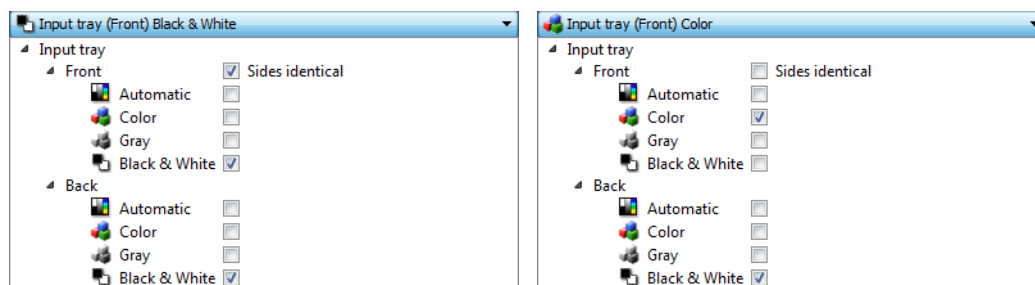 Input tray (Front) Black & White
Input tray
Front Sides identical
Automatic
Color
Gray
Black & White
Back
Automatic
Color
Gray
Black & White
Input tray (Front) Color
Input tray
Front Sides identical
Automatic
Color
Gray
Black & White
Back
Automatic
Color
Gray
Black & White